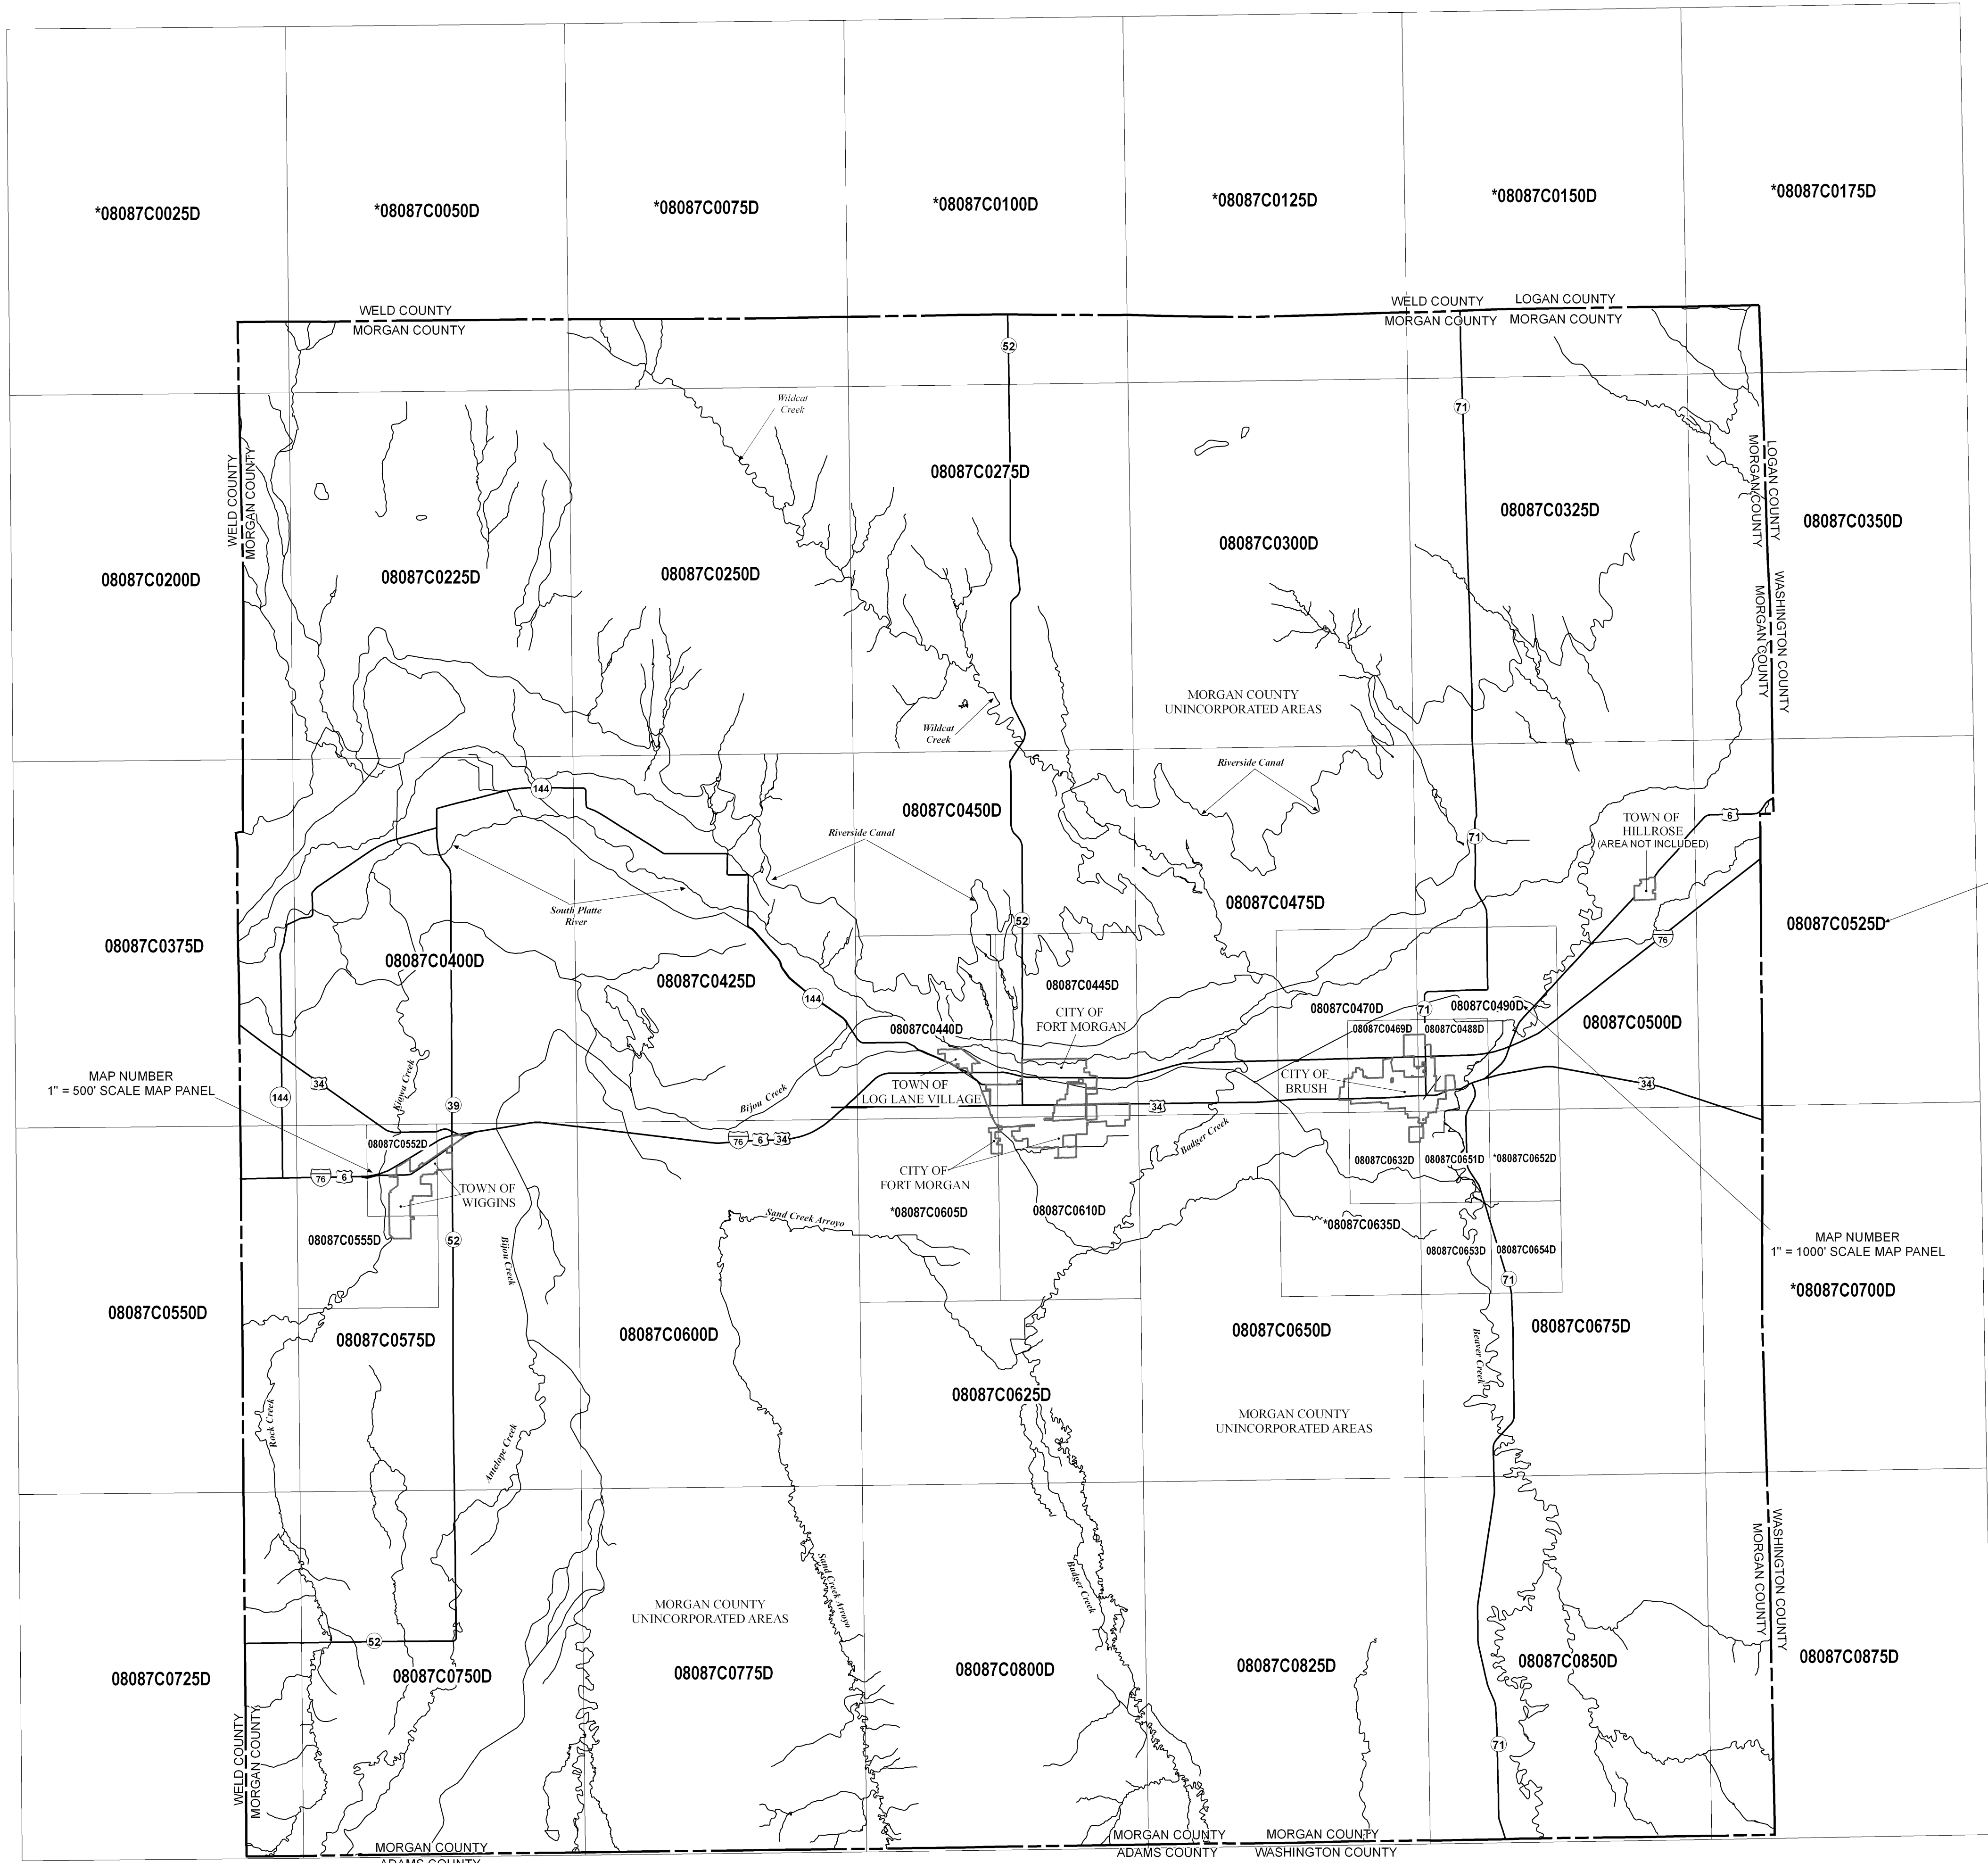 *08087C0025D
*08087C0050D
*08087C0075D
*08087C0100D
*08087C0125D
*08087C0150D
*08087C0175D
WELD COUNTY
MORGAN COUNTY
WELD COUNTY
MORGAN COUNTY
LOGAN COUNTY
MORGAN COUNTY
52
71
Wildcat
Creek
WELD COUNTY
MORGAN COUNTY
LOGAN COUNTY
MORGAN COUNTY
08087C0275D
08087C0325D
08087C0350D
08087C0300D
08087C0200D
08087C0225D
08087C0250D
WASHINGTON COUNTY
MORGAN COUNTY
MORGAN COUNTY
UNINCORPORATED AREAS
Wildcat
Creek
Riverside Canal
144
08087C0450D
Riverside Canal
71
6
TOWN OF
HILLROSE
(AREA NOT INCLUDED)
South Platte
River
52
08087C0475D
08087C0525D
08087C0375D
08087C0400D
08087C0425D
76
144
08087C0445D
CITY OF
FORT MORGAN
08087C0440D
08087C0470D
71
08087C0490D
08087C0469D
08087C0488D
08087C0500D
MAP NUMBER
1" = 500' SCALE MAP PANEL
34
144
Kiowa Creek
39
Bijou Creek
TOWN OF
LOG LANE VILLAGE
CITY OF
BRUSH
34
34
08087C0552D
76 6 34
Badger Creek
76 6
TOWN OF
WIGGINS
CITY OF
FORT MORGAN
08087C0632D
08087C0651D
*08087C0652D
*08087C0605D
08087C0610D
Sand Creek Arroyo
*08087C0635D
08087C0555D
52
Bijou Creek
08087C0653D
08087C0654D
MAP NUMBER
1" = 1000' SCALE MAP PANEL
71
*08087C0700D
08087C0550D
08087C0575D
08087C0600D
08087C0650D
08087C0675D
Beaver Creek
08087C0625D
Rock Creek
Antelope Creek
MORGAN COUNTY
UNINCORPORATED AREAS
WASHINGTON COUNTY
MORGAN COUNTY
Sand Creek Arroyo
Badger Creek
MORGAN COUNTY
UNINCORPORATED AREAS
52
08087C0725D
08087C0750D
08087C0775D
08087C0800D
08087C0825D
08087C0850D
08087C0875D
WELD COUNTY
MORGAN COUNTY
71
MORGAN COUNTY
ADAMS COUNTY
MORGAN COUNTY
ADAMS COUNTY
MORGAN COUNTY
WASHINGTON COUNTY